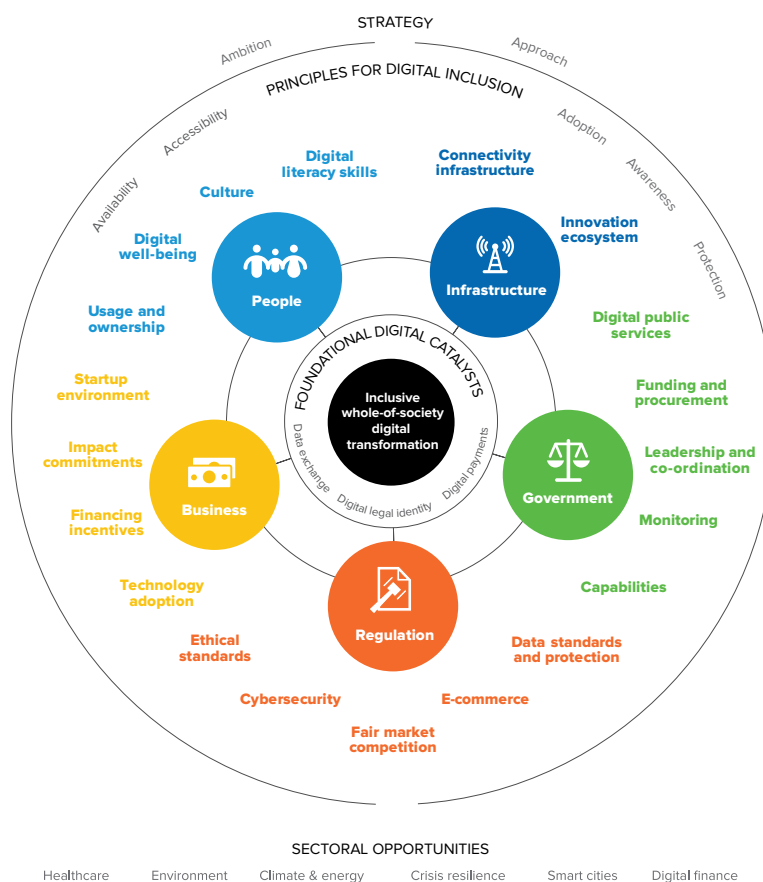 STRATEGY
Ambition
Approach
PRINCIPLES FOR DIGITAL INCLUSION
Availability
Accessibility
Adoption
Awareness
Protection
Digital
literacy skills
Culture
Digital
well-being
Usage and
ownership
People
Connectivity
infrastructure
Innovation
ecosystem
Infrastructure
Digital public
services
Funding and
procurement
Leadership and
co-ordination
Monitoring
Capabilities
Government
FOUNDATIONAL DIGITAL CATALYSTS
Inclusive
whole-of-society
digital
transformation
Data exchange
Digital legal identity
Digital payments
Startup
environment
Impact
commitments
Financing
incentives
Technology
adoption
Business
Regulation
Ethical
standards
Cybersecurity
Fair market
competition
E-commerce
Data standards
and protection
SECTORAL OPPORTUNITIES
Healthcare
Environment
Climate & energy
Crisis resilience
Smart cities
Digital finance